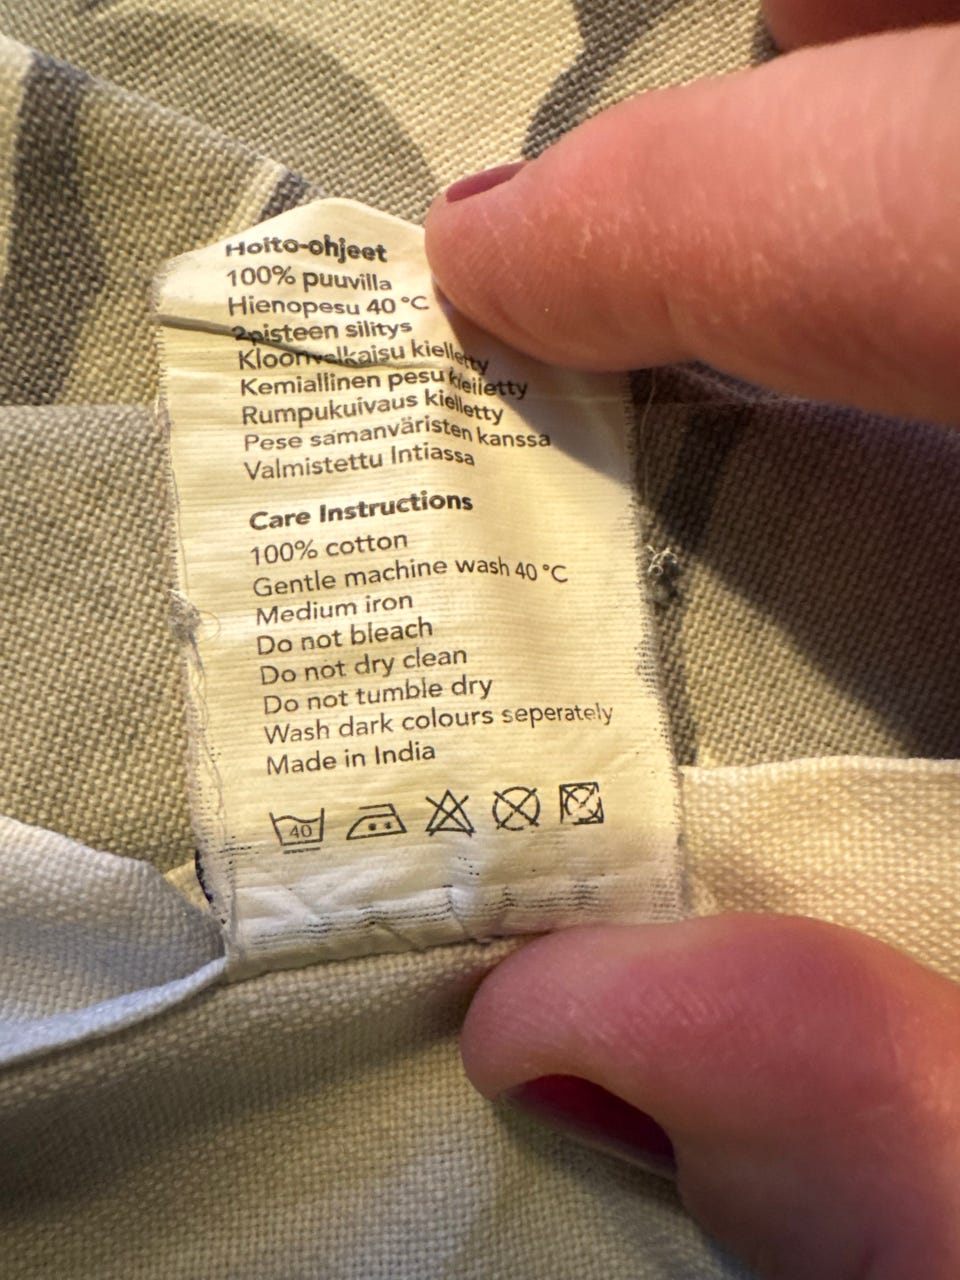 Hoito-ohjeet
100% puuvilla
Hienopesu 40 °C
2pisteen silitys
Kloorivalkaisu kielletty
Kemiallinen pesu kielletty
Rumpukuivaus kielletty
Pese samanväristen kanssa
Valmistettu Intiassa
Care Instructions
100% cotton
Gentle machine wash 40 °C
Medium iron
Do not bleach
Do not dry clean
Do not tumble dry
Wash dark colours seperately
Made in India
40